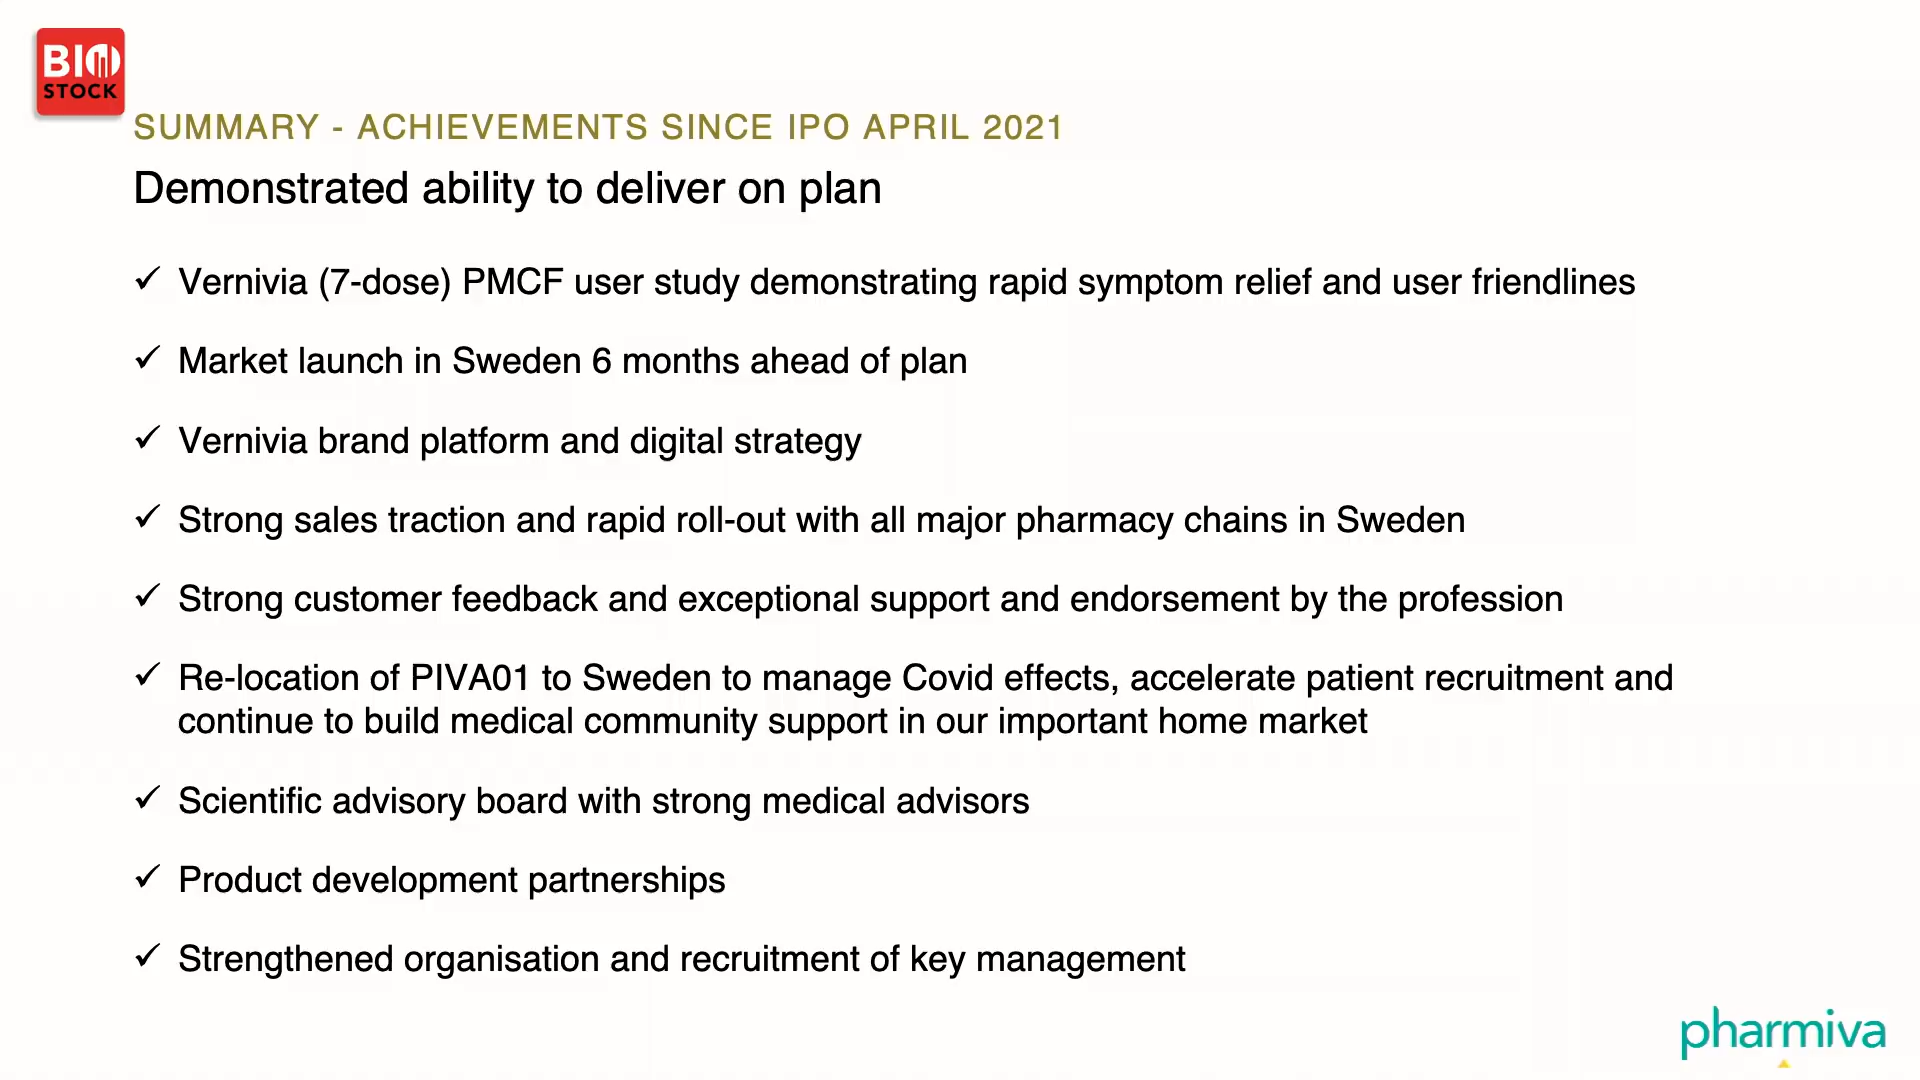 BIO
STOCK
SUMMARY - ACHIEVEMENTS SINCE IPO APRIL 2021
Demonstrated ability to deliver on plan
✓ Vernivia (7-dose) PMCF user study demonstrating rapid symptom relief and user friendlines
✓ Market launch in Sweden 6 months ahead of plan
✓ Vernivia brand platform and digital strategy
✓ Strong sales traction and rapid roll-out with all major pharmacy chains in Sweden
✓ Strong customer feedback and exceptional support and endorsement by the profession
✓ Re-location of PIVA01 to Sweden to manage Covid effects, accelerate patient recruitment and
continue to build medical community support in our important home market
✓ Scientific advisory board with strong medical advisors
✓ Product development partnerships
✓ Strengthened organisation and recruitment of key management
pharmiva